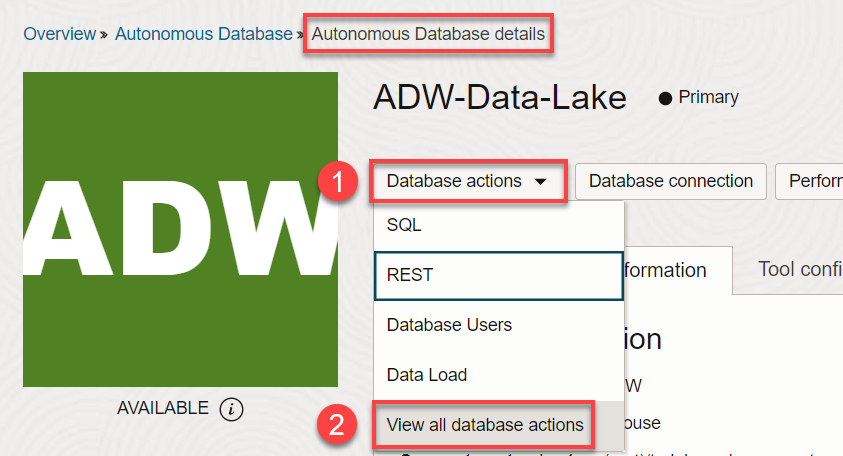 Overview » Autonomous Database » Autonomous Database details
ADW
ADW-Data-Lake
Primary
1
Database actions
Database connection
Perforn
SQL
REST
Database Users
Data Load
2
View all database actions
formation
Tool confi
ion
W
ouse
AVAILABLE i